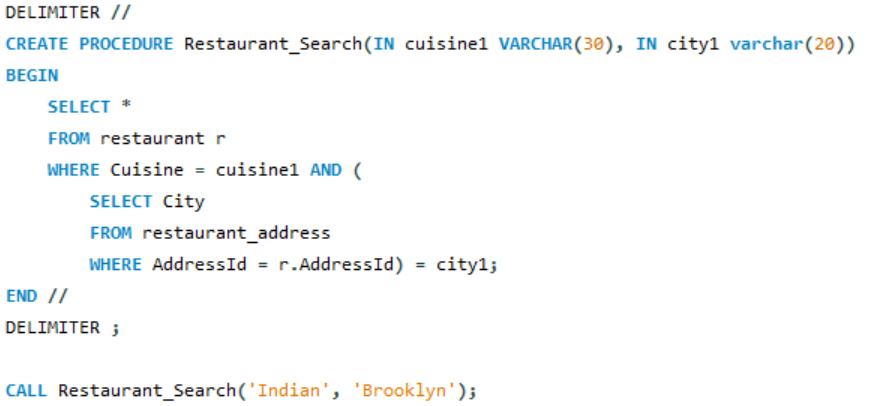 DELIMITER //
CREATE PROCEDURE Restaurant_Search(IN cuisine1 VARCHAR(30), IN city1 varchar(20))
BEGIN
    SELECT *
    FROM restaurant r
    WHERE Cuisine = cuisine1 AND (
        SELECT City
        FROM restaurant_address
        WHERE AddressId = r.AddressId) = city1;
END //
DELIMITER ;
CALL Restaurant_Search('Indian', 'Brooklyn');